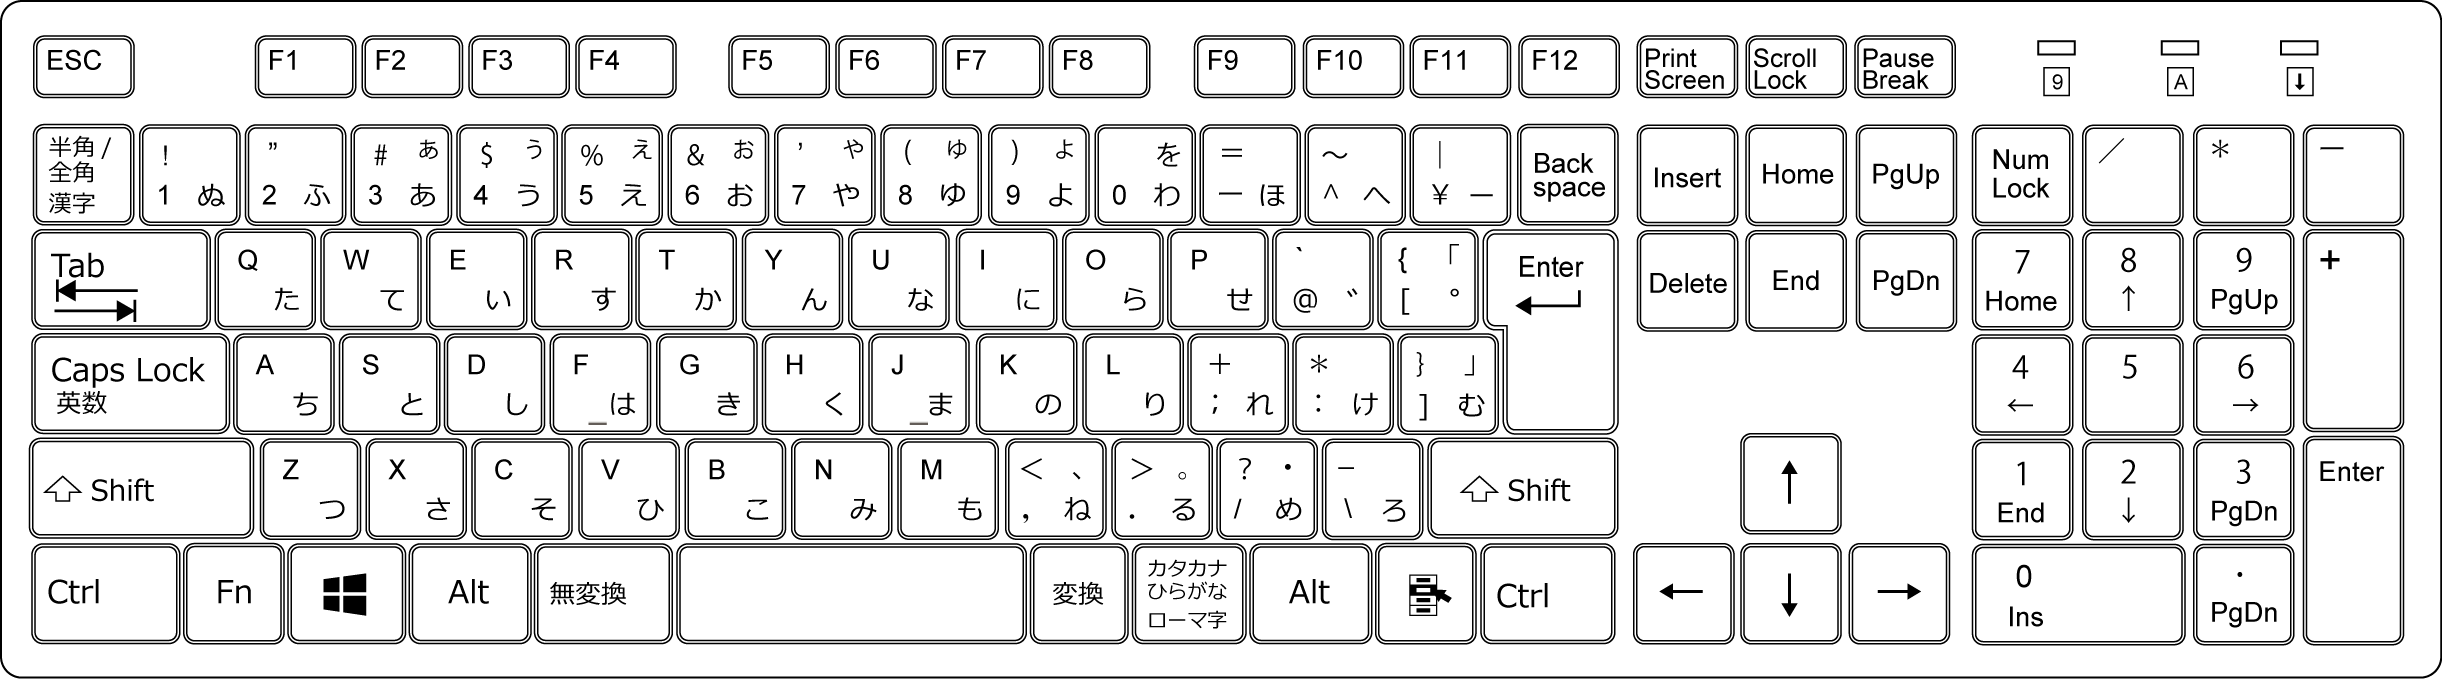 ESC F1 F2 F3 F4 F5 F6 F7 F8 F9 F10 F11 F12 Print Screen Scroll Lock Pause Break 9 A ↓
半角/
全角
漢字
! 1 ぬ
” 2 ふ
# ぁ 3 あ
$ ぅ 4 う
% ぇ 5 え
& ぉ 6 お
’ ゃ 7 や
( ゅ 8 ゆ
) ょ 9 よ
を 0 わ
= ー ほ
～ ^ へ
| ¥ ー
Back
space
Insert Home PgUp
Num
Lock
／ * －
Tab
Q た
W て
E い
R す
T か
Y ん
U な
I に
O ら
P せ
` @ ゛
{ 「 [ °
Enter
Delete End PgDn
7 Home
8 ↑
9 PgUp
+
Caps Lock
英数
A ち
S と
D し
F は
G き
H く
J ま
K の
L り
+ ; れ
* : け
} 」 ] む
4 ←
5
6 →
Shift
Z つ
X さ
C そ
V ひ
B こ
N み
M も
< 、 , ね
> 。 . る
? ・ / め
− \ ろ
Shift
↑
1 End
2 ↓
3 PgDn
Enter
Ctrl Fn Alt 無変換 変換
カタカナ
ひらがな
ローマ字
Alt Ctrl
← ↓ →
0 Ins
. PgDn